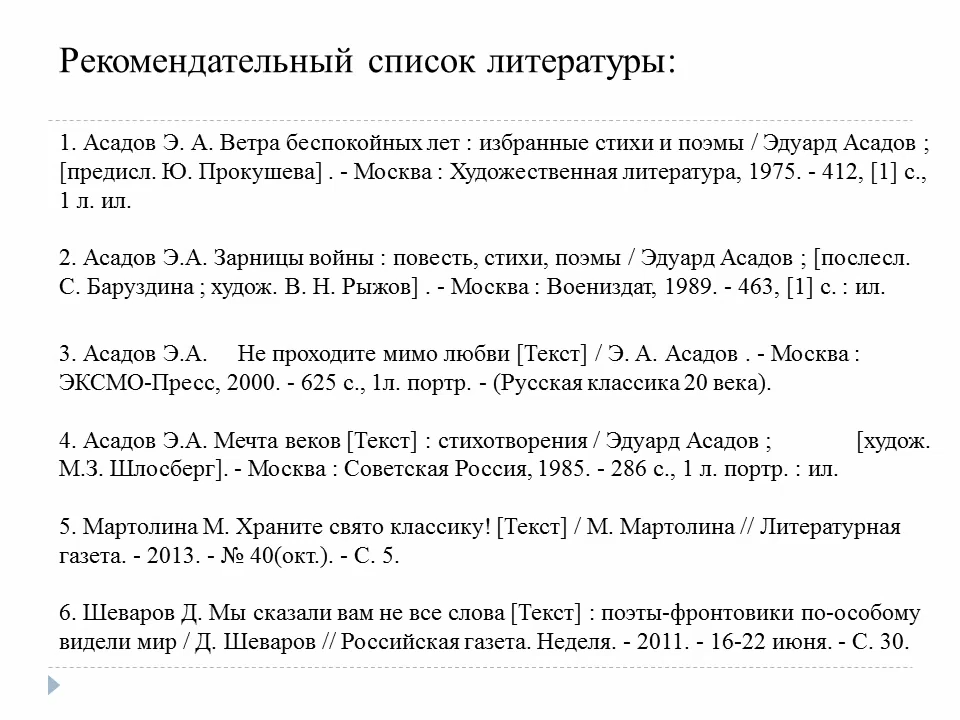 Рекомендательный список литературы:
1. Асадов Э. А. Ветра беспокойных лет : избранные стихи и поэмы / Эдуард Асадов ;
[предисл. Ю. Прокушева] . - Москва : Художественная литература, 1975. - 412, [1] с.,
1 л. ил.
2. Асадов Э.А. Зарницы войны : повесть, стихи, поэмы / Эдуард Асадов ; [послесл.
С. Баруздина ; худож. В. Н. Рыжов] . - Москва : Воениздат, 1989. - 463, [1] с. : ил.
3. Асадов Э.А. Не проходите мимо любви [Текст] / Э. А. Асадов . - Москва :
ЭКСМО-Пресс, 2000. - 625 с., 1л. портр. - (Русская классика 20 века).
4. Асадов Э.А. Мечта веков [Текст] : стихотворения / Эдуард Асадов ; [худож.
М.З. Шлосберг]. - Москва : Советская Россия, 1985. - 286 с., 1 л. портр. : ил.
5. Мартолина М. Храните свято классику! [Текст] / М. Мартолина // Литературная
газета. - 2013. - № 40(окт.). - С. 5.
6. Шеваров Д. Мы сказали вам не все слова [Текст] : поэты-фронтовики по-особому
видели мир / Д. Шеваров // Российская газета. Неделя. - 2011. - 16-22 июня. - С. 30.